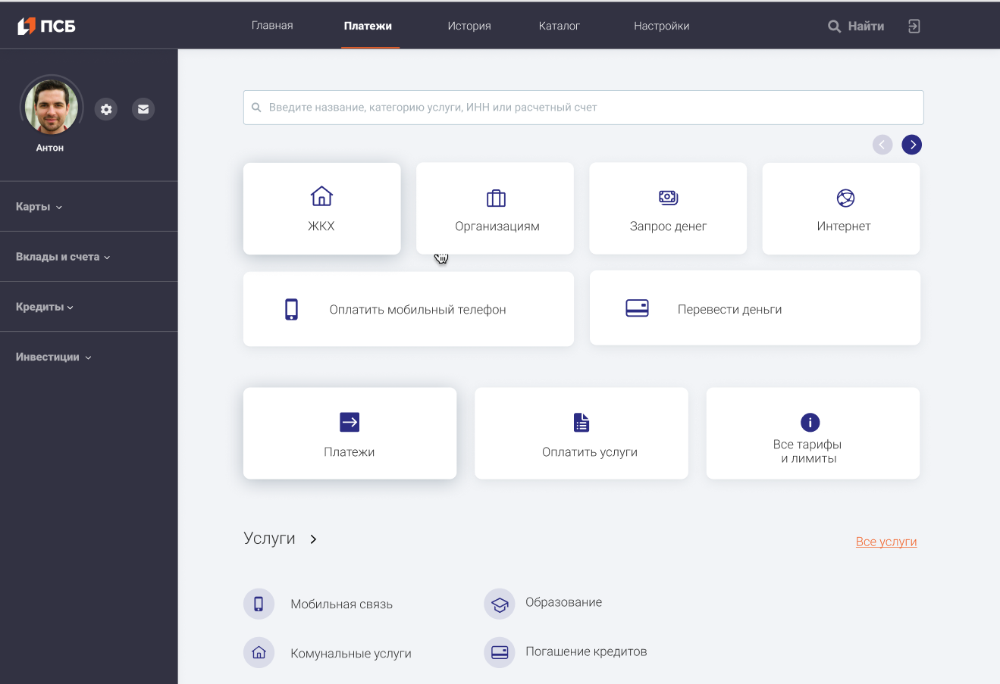 ПСБ
Главная
Платежи
История
Каталог
Настройки
Найти
Антон
Карты
Вклады и счета
Кредиты
Инвестиции
Введите название, категорию услуги, ИНН или расчетный счет
ЖКХ
Организациям
Запрос денег
Интернет
Оплатить мобильный телефон
Перевести деньги
Платежи
Оплатить услуги
Все тарифы
и лимиты
Услуги
Все услуги
Мобильная связь
Образование
Комунальные услуги
Погашение кредитов